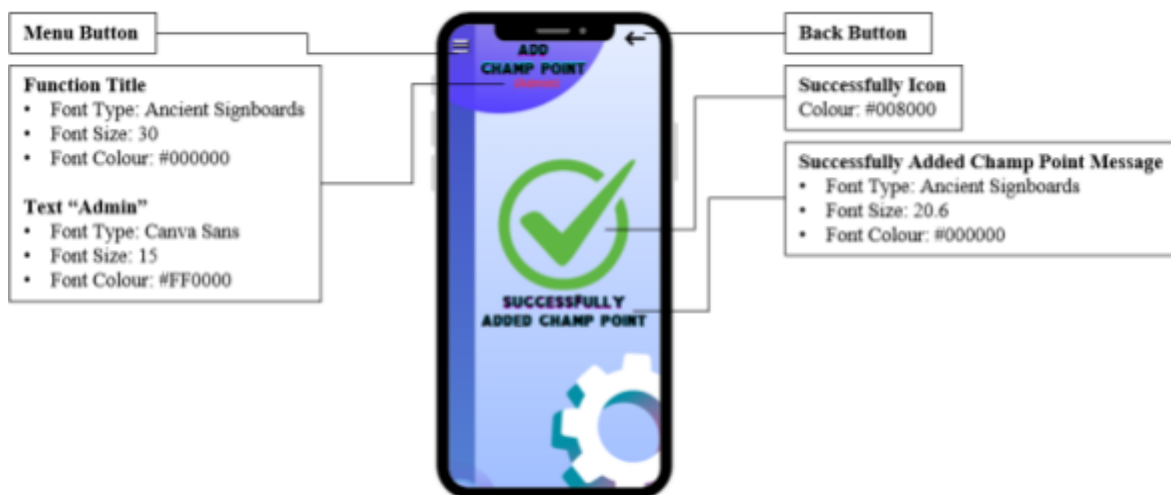 Menu Button
Function Title
• Font Type: Ancient Signboards
• Font Size: 30
• Font Colour: #000000
Text “Admin”
• Font Type: Canva Sans
• Font Size: 15
• Font Colour: #FF0000
ADD
CHAMP POINT
SUCCESSFULLY
ADDED CHAMP POINT
Back Button
Successfully Icon
Colour: #008000
Successfully Added Champ Point Message
• Font Type: Ancient Signboards
• Font Size: 20.6
• Font Colour: #000000